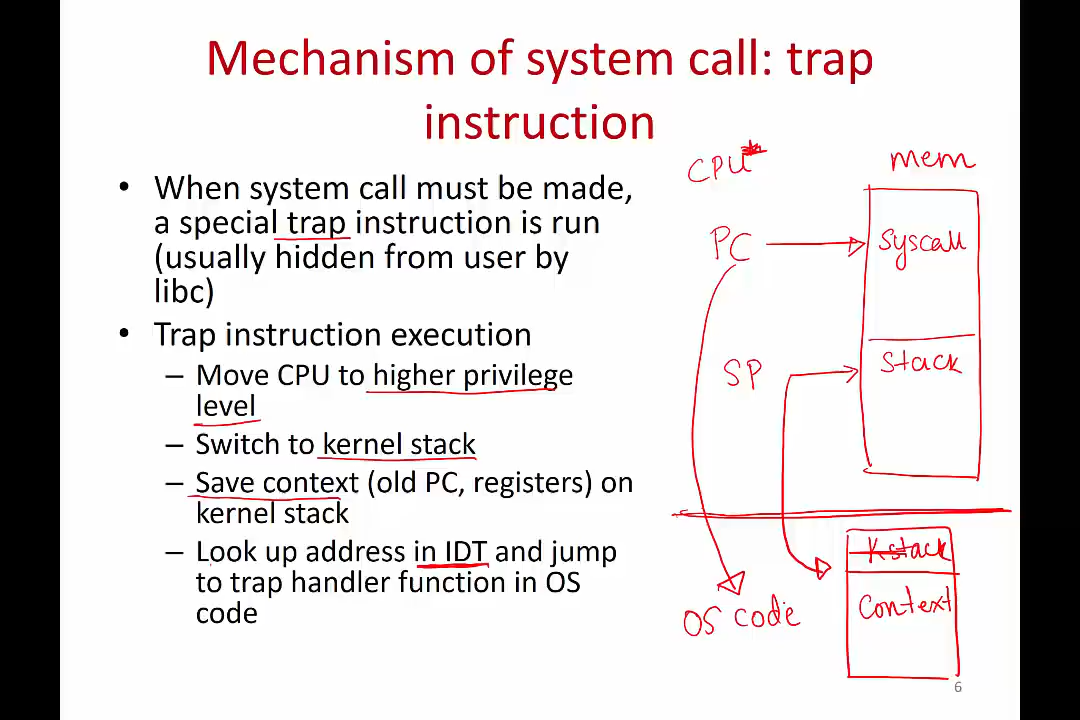 Mechanism of system call: trap
instruction
• When system call must be made,
a special trap instruction is run
(usually hidden from user by
libc)
• Trap instruction execution
– Move CPU to higher privilege
level
– Switch to kernel stack
– Save context (old PC, registers) on
kernel stack
– Look up address in IDT and jump
to trap handler function in OS
code
CPU
mem
PC
syscall
SP
Stack
Kstack
OS code
Context
6